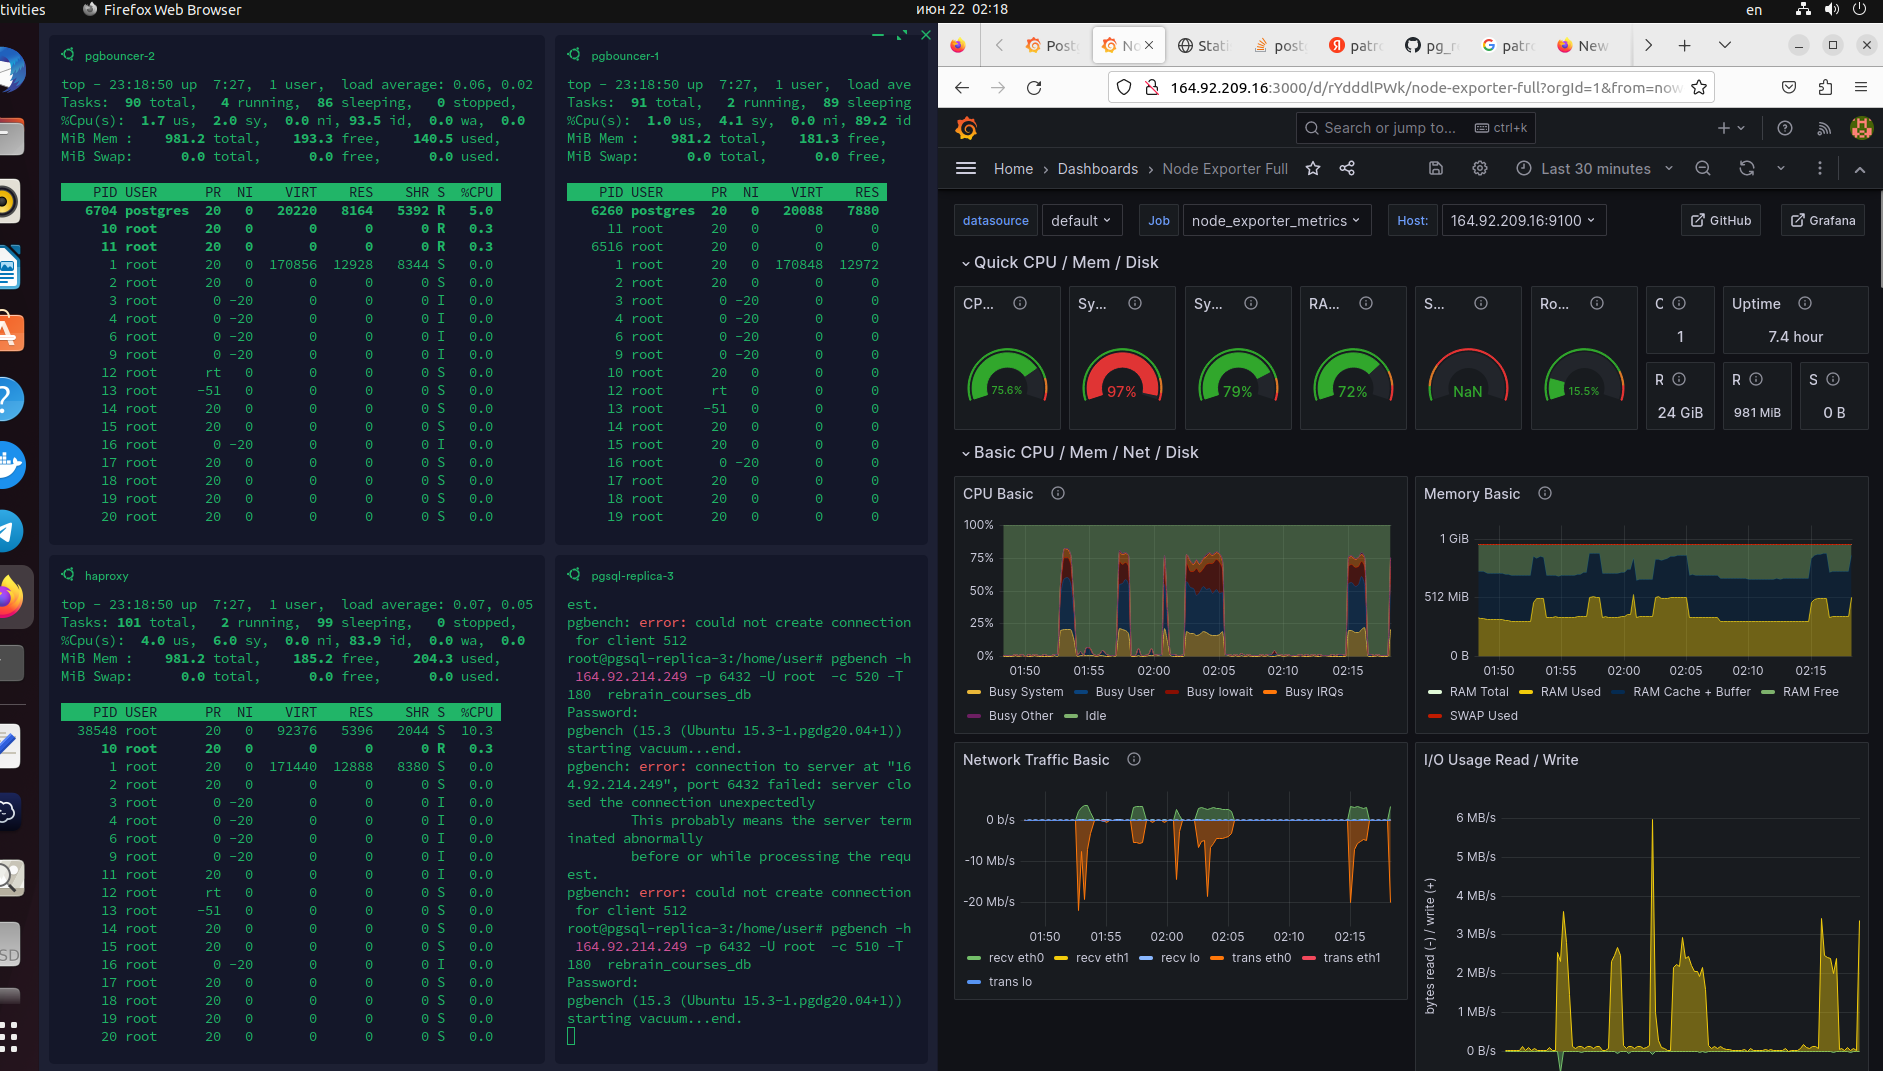 tivities
Firefox Web Browser
июн 22 02:18
en
pgbouncer-2
top - 23:18:50 up  7:27,  1 user,  load average: 0.06, 0.02
Tasks:  90 total,   4 running,  86 sleeping,   0 stopped,
%Cpu(s):  1.7 us,  2.0 sy,  0.0 ni, 93.5 id,  0.0 wa,  0.0
MiB Mem :    981.2 total,    193.3 free,    140.5 used,
MiB Swap:      0.0 total,      0.0 free,      0.0 used.
PID USER      PR  NI    VIRT    RES    SHR S  %CPU
6704 postgres  20   0   20220   8164   5392 R   5.0
10 root      20   0       0      0      0 R   0.3
11 root      20   0       0      0      0 R   0.3
1 root      20   0  170856  12928   8344 S   0.0
2 root      20   0       0      0      0 S   0.0
3 root       0 -20       0      0      0 I   0.0
4 root       0 -20       0      0      0 I   0.0
6 root       0 -20       0      0      0 I   0.0
9 root       0 -20       0      0      0 I   0.0
12 root      rt   0       0      0      0 S   0.0
13 root     -51   0       0      0      0 S   0.0
14 root      20   0       0      0      0 S   0.0
15 root      20   0       0      0      0 S   0.0
16 root       0 -20       0      0      0 I   0.0
17 root      20   0       0      0      0 S   0.0
18 root      20   0       0      0      0 S   0.0
19 root      20   0       0      0      0 S   0.0
20 root      20   0       0      0      0 S   0.0
pgbouncer-1
top - 23:18:50 up  7:27,  1 user,  load ave
Tasks:  91 total,   2 running,  89 sleeping
%Cpu(s):  1.0 us,  4.1 sy,  0.0 ni, 89.2 id
MiB Mem :    981.2 total,    181.3 free,
MiB Swap:      0.0 total,      0.0 free,
PID USER      PR  NI    VIRT    RES
6260 postgres  20   0   20088   7880
11 root      20   0       0      0
6516 root      20   0       0      0
1 root      20   0  170848  12972
2 root      20   0       0      0
3 root       0 -20       0      0
4 root       0 -20       0      0
6 root       0 -20       0      0
9 root       0 -20       0      0
10 root      20   0       0      0
12 root      rt   0       0      0
13 root     -51   0       0      0
14 root      20   0       0      0
15 root      20   0       0      0
16 root       0 -20       0      0
17 root      20   0       0      0
18 root      20   0       0      0
19 root      20   0       0      0
haproxy
top - 23:18:50 up  7:27,  1 user,  load average: 0.07, 0.05
Tasks: 101 total,   2 running,  99 sleeping,   0 stopped,
%Cpu(s):  4.0 us,  6.0 sy,  0.0 ni, 83.9 id,  0.0 wa,  0.0
MiB Mem :    981.2 total,    185.2 free,    204.3 used,
MiB Swap:      0.0 total,      0.0 free,      0.0 used.
PID USER      PR  NI    VIRT    RES    SHR S  %CPU
38548 root      20   0   92376   5396   2044 S  10.3
10 root      20   0       0      0      0 R   0.3
1 root      20   0  171440  12888   8380 S   0.0
2 root      20   0       0      0      0 S   0.0
3 root       0 -20       0      0      0 I   0.0
4 root       0 -20       0      0      0 I   0.0
6 root       0 -20       0      0      0 I   0.0
9 root       0 -20       0      0      0 I   0.0
11 root      20   0       0      0      0 S   0.0
12 root      rt   0       0      0      0 S   0.0
13 root     -51   0       0      0      0 S   0.0
14 root      20   0       0      0      0 S   0.0
15 root      20   0       0      0      0 S   0.0
16 root       0 -20       0      0      0 I   0.0
17 root      20   0       0      0      0 S   0.0
18 root      20   0       0      0      0 S   0.0
19 root      20   0       0      0      0 S   0.0
20 root      20   0       0      0      0 S   0.0
pgsql-replica-3
est.
pgbench: error: could not create connection
for client 512
root@pgsql-replica-3:/home/user# pgbench -h
164.92.214.249 -p 6432 -U root  -c 520 -T
180  rebrain_courses_db
Password:
pgbench (15.3 (Ubuntu 15.3-1.pgdg20.04+1))
starting vacuum...end.
pgbench: error: connection to server at "16
4.92.214.249", port 6432 failed: server clo
sed the connection unexpectedly
This probably means the server term
inated abnormally
before or while processing the requ
est.
pgbench: error: could not create connection
for client 512
root@pgsql-replica-3:/home/user# pgbench -h
164.92.214.249 -p 6432 -U root  -c 510 -T
180  rebrain_courses_db
Password:
pgbench (15.3 (Ubuntu 15.3-1.pgdg20.04+1))
starting vacuum...end.
Post
No
Stati
post
patro
pg_r
patro
New
164.92.209.16:3000/d/rYdddlPWk/node-exporter-full?orgId=1&from=now
Search or jump to... ctrl+k
Home › Dashboards › Node Exporter Full
Last 30 minutes
datasource default Job node_exporter_metrics Host: 164.92.209.16:9100 GitHub Grafana
Quick CPU / Mem / Disk
CP... Sy... Sy... RA... S... Ro... C Uptime
1 7.4 hour
75.6% 97% 79% 72% NaN 15.5%
R R S
24 GiB 981 MiB 0 B
Basic CPU / Mem / Net / Disk
CPU Basic
100%
75%
50%
25%
0%
01:50 01:55 02:00 02:05 02:10 02:15
Busy System Busy User Busy Iowait Busy IRQs
Busy Other Idle
Memory Basic
1 GiB
512 MiB
0 B
01:50 01:55 02:00 02:05 02:10 02:15
RAM Total RAM Used RAM Cache + Buffer RAM Free
SWAP Used
Network Traffic Basic
0 b/s
-10 Mb/s
-20 Mb/s
01:50 01:55 02:00 02:05 02:10 02:15
recv eth0 recv eth1 recv lo trans eth0 trans eth1
trans lo
I/O Usage Read / Write
bytes read (-) / write (+)
6 MB/s
5 MB/s
4 MB/s
3 MB/s
2 MB/s
1 MB/s
0 B/s